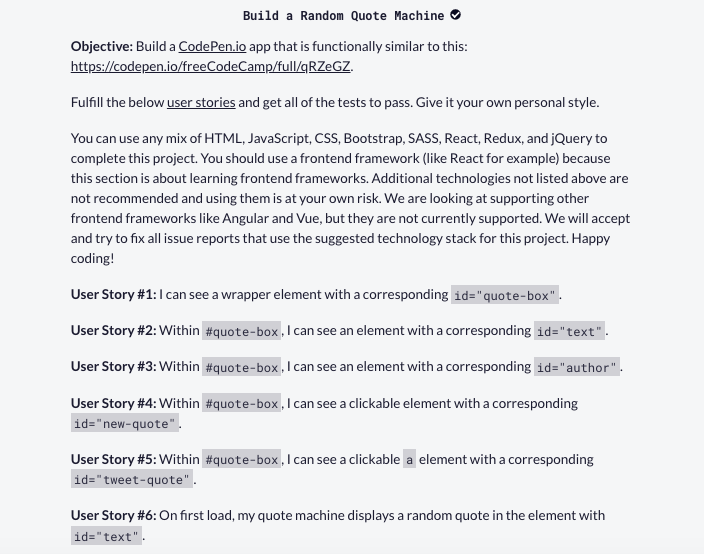 Build a Random Quote Machine
Objective: Build a CodePen.io app that is functionally similar to this:
https://codepen.io/freeCodeCamp/full/qRZeGZ.
Fulfill the below user stories and get all of the tests to pass. Give it your own personal style.
You can use any mix of HTML, JavaScript, CSS, Bootstrap, SASS, React, Redux, and jQuery to
complete this project. You should use a frontend framework (like React for example) because
this section is about learning frontend frameworks. Additional technologies not listed above are
not recommended and using them is at your own risk. We are looking at supporting other
frontend frameworks like Angular and Vue, but they are not currently supported. We will accept
and try to fix all issue reports that use the suggested technology stack for this project. Happy
coding!
User Story #1: I can see a wrapper element with a corresponding id="quote-box".
User Story #2: Within #quote-box, I can see an element with a corresponding id="text".
User Story #3: Within #quote-box, I can see an element with a corresponding id="author".
User Story #4: Within #quote-box, I can see a clickable element with a corresponding
id="new-quote".
User Story #5: Within #quote-box, I can see a clickable a element with a corresponding
id="tweet-quote".
User Story #6: On first load, my quote machine displays a random quote in the element with
id="text".